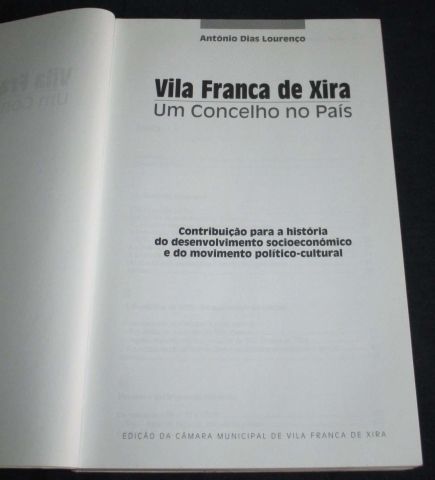 António Dias Lourenço
Vila Franca de Xira
Um Concelho no País
Contribuição para a história
do desenvolvimento socioeconómico
e do movimento político-cultural
EDIÇÃO DA CÂMARA MUNICIPAL DE VILA FRANCA DE XIRA